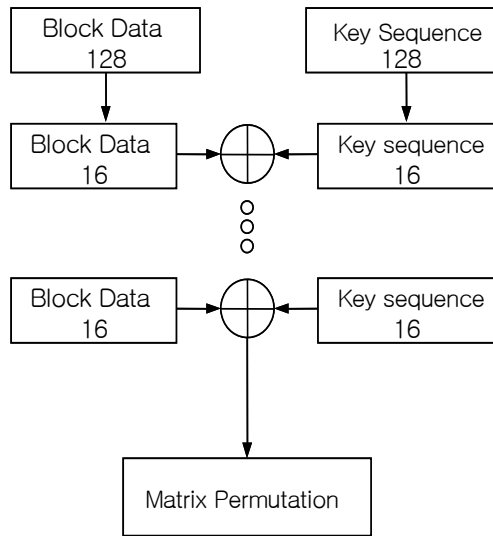 Block Data
128
Key Sequence
128
Block Data
16
Key sequence
16
Block Data
16
Key sequence
16
Matrix Permutation